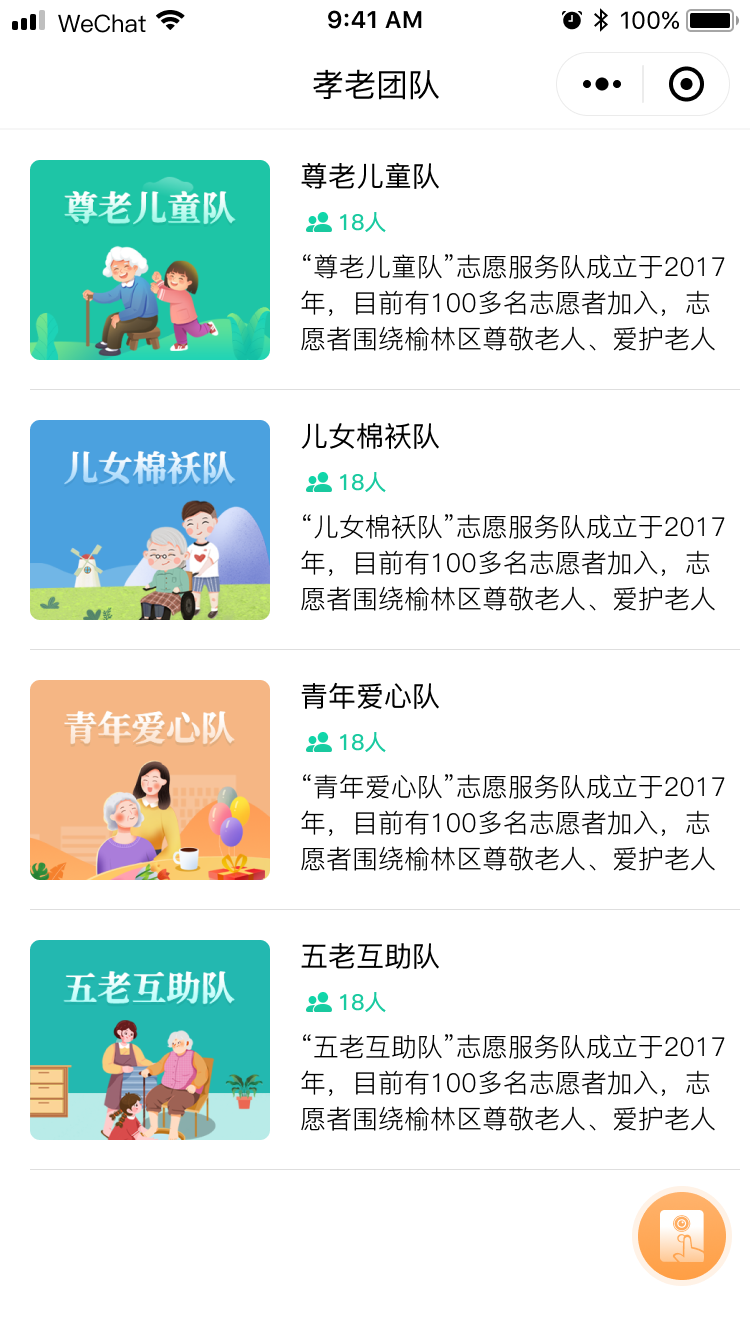 WeChat 9:41 AM 100%
孝老团队
尊老儿童队
尊老儿童队
18人
“尊老儿童队”志愿服务队成立于2017
年，目前有100多名志愿者加入，志
愿者围绕榆林区尊敬老人、爱护老人
儿女棉袄队
儿女棉袄队
18人
“儿女棉袄队”志愿服务队成立于2017
年，目前有100多名志愿者加入，志
愿者围绕榆林区尊敬老人、爱护老人
青年爱心队
青年爱心队
18人
“青年爱心队”志愿服务队成立于2017
年，目前有100多名志愿者加入，志
愿者围绕榆林区尊敬老人、爱护老人
五老互助队
五老互助队
18人
“五老互助队”志愿服务队成立于2017
年，目前有100多名志愿者加入，志
愿者围绕榆林区尊敬老人、爱护老人